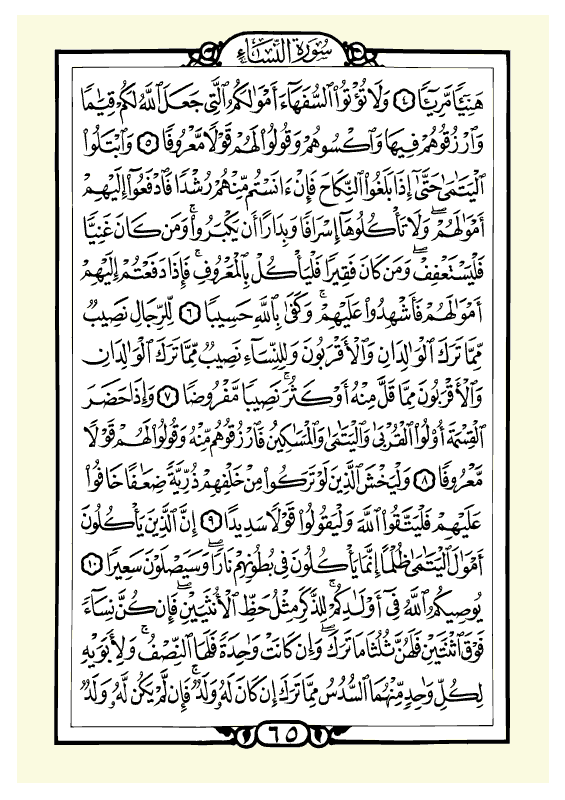 سُورَةُ النِّسَاءِ
هَنِيٓـًٔا مَّرِيٓـًٔا ٤ وَلَا تُؤْتُوا۟ ٱلسُّفَهَآءَ أَمْوَٰلَكُمُ ٱلَّتِى جَعَلَ ٱللَّهُ لَكُمْ قِيَٰمًا
وَٱرْزُقُوهُمْ فِيهَا وَٱكْسُوهُمْ وَقُولُوا۟ لَهُمْ قَوْلًا مَّعْرُوفًا ٥ وَٱبْتَلُوا۟
ٱلْيَتَٰمَىٰ حَتَّىٰٓ إِذَا بَلَغُوا۟ ٱلنِّكَاحَ فَإِنْ ءَانَسْتُم مِّنْهُمْ رُشْدًا فَٱدْفَعُوٓا۟ إِلَيْهِمْ
أَمْوَٰلَهُمْ ۖ وَلَا تَأْكُلُوهَآ إِسْرَافًا وَبِدَارًا أَن يَكْبَرُوا۟ ۚ وَمَن كَانَ غَنِيًّا
فَلْيَسْتَعْفِفْ ۖ وَمَن كَانَ فَقِيرًا فَلْيَأْكُلْ بِٱلْمَعْرُوفِ ۚ فَإِذَا دَفَعْتُمْ إِلَيْهِمْ
أَمْوَٰلَهُمْ فَأَشْهِدُوا۟ عَلَيْهِمْ ۚ وَكَفَىٰ بِٱللَّهِ حَسِيبًا ٦ لِّلرِّجَالِ نَصِيبٌ
مِّمَّا تَرَكَ ٱلْوَٰلِدَانِ وَٱلْأَقْرَبُونَ وَلِلنِّسَآءِ نَصِيبٌ مِّمَّا تَرَكَ ٱلْوَٰلِدَانِ
وَٱلْأَقْرَبُونَ مِمَّا قَلَّ مِنْهُ أَوْ كَثُرَ ۚ نَصِيبًا مَّفْرُوضًا ٧ وَإِذَا حَضَرَ
ٱلْقِسْمَةَ أُو۟لُوا۟ ٱلْقُرْبَىٰ وَٱلْيَتَٰمَىٰ وَٱلْمَسَٰكِينُ فَٱرْزُقُوهُم مِّنْهُ وَقُولُوا۟ لَهُمْ قَوْلًا
مَّعْرُوفًا ٨ وَلْيَخْشَ ٱلَّذِينَ لَوْ تَرَكُوا۟ مِنْ خَلْفِهِمْ ذُرِّيَّةً ضِعَٰفًا خَافُوا۟
عَلَيْهِمْ فَلْيَتَّقُوا۟ ٱللَّهَ وَلْيَقُولُوا۟ قَوْلًا سَدِيدًا ٩ إِنَّ ٱلَّذِينَ يَأْكُلُونَ
أَمْوَٰلَ ٱلْيَتَٰمَىٰ ظُلْمًا إِنَّمَا يَأْكُلُونَ فِى بُطُونِهِمْ نَارًا ۖ وَسَيَصْلَوْنَ سَعِيرًا ١٠
يُوصِيكُمُ ٱللَّهُ فِىٓ أَوْلَٰدِكُمْ ۖ لِلذَّكَرِ مِثْلُ حَظِّ ٱلْأُنثَيَيْنِ ۚ فَإِن كُنَّ نِسَآءً
فَوْقَ ٱثْنَتَيْنِ فَلَهُنَّ ثُلُثَا مَا تَرَكَ ۖ وَإِن كَانَتْ وَٰحِدَةً فَلَهَا ٱلنِّصْفُ ۚ وَلِأَبَوَيْهِ
لِكُلِّ وَٰحِدٍ مِّنْهُمَا ٱلسُّدُسُ مِمَّا تَرَكَ إِن كَانَ لَهُۥ وَلَدٌ ۚ فَإِن لَّمْ يَكُن لَّهُۥ وَلَدٌ
٦٥